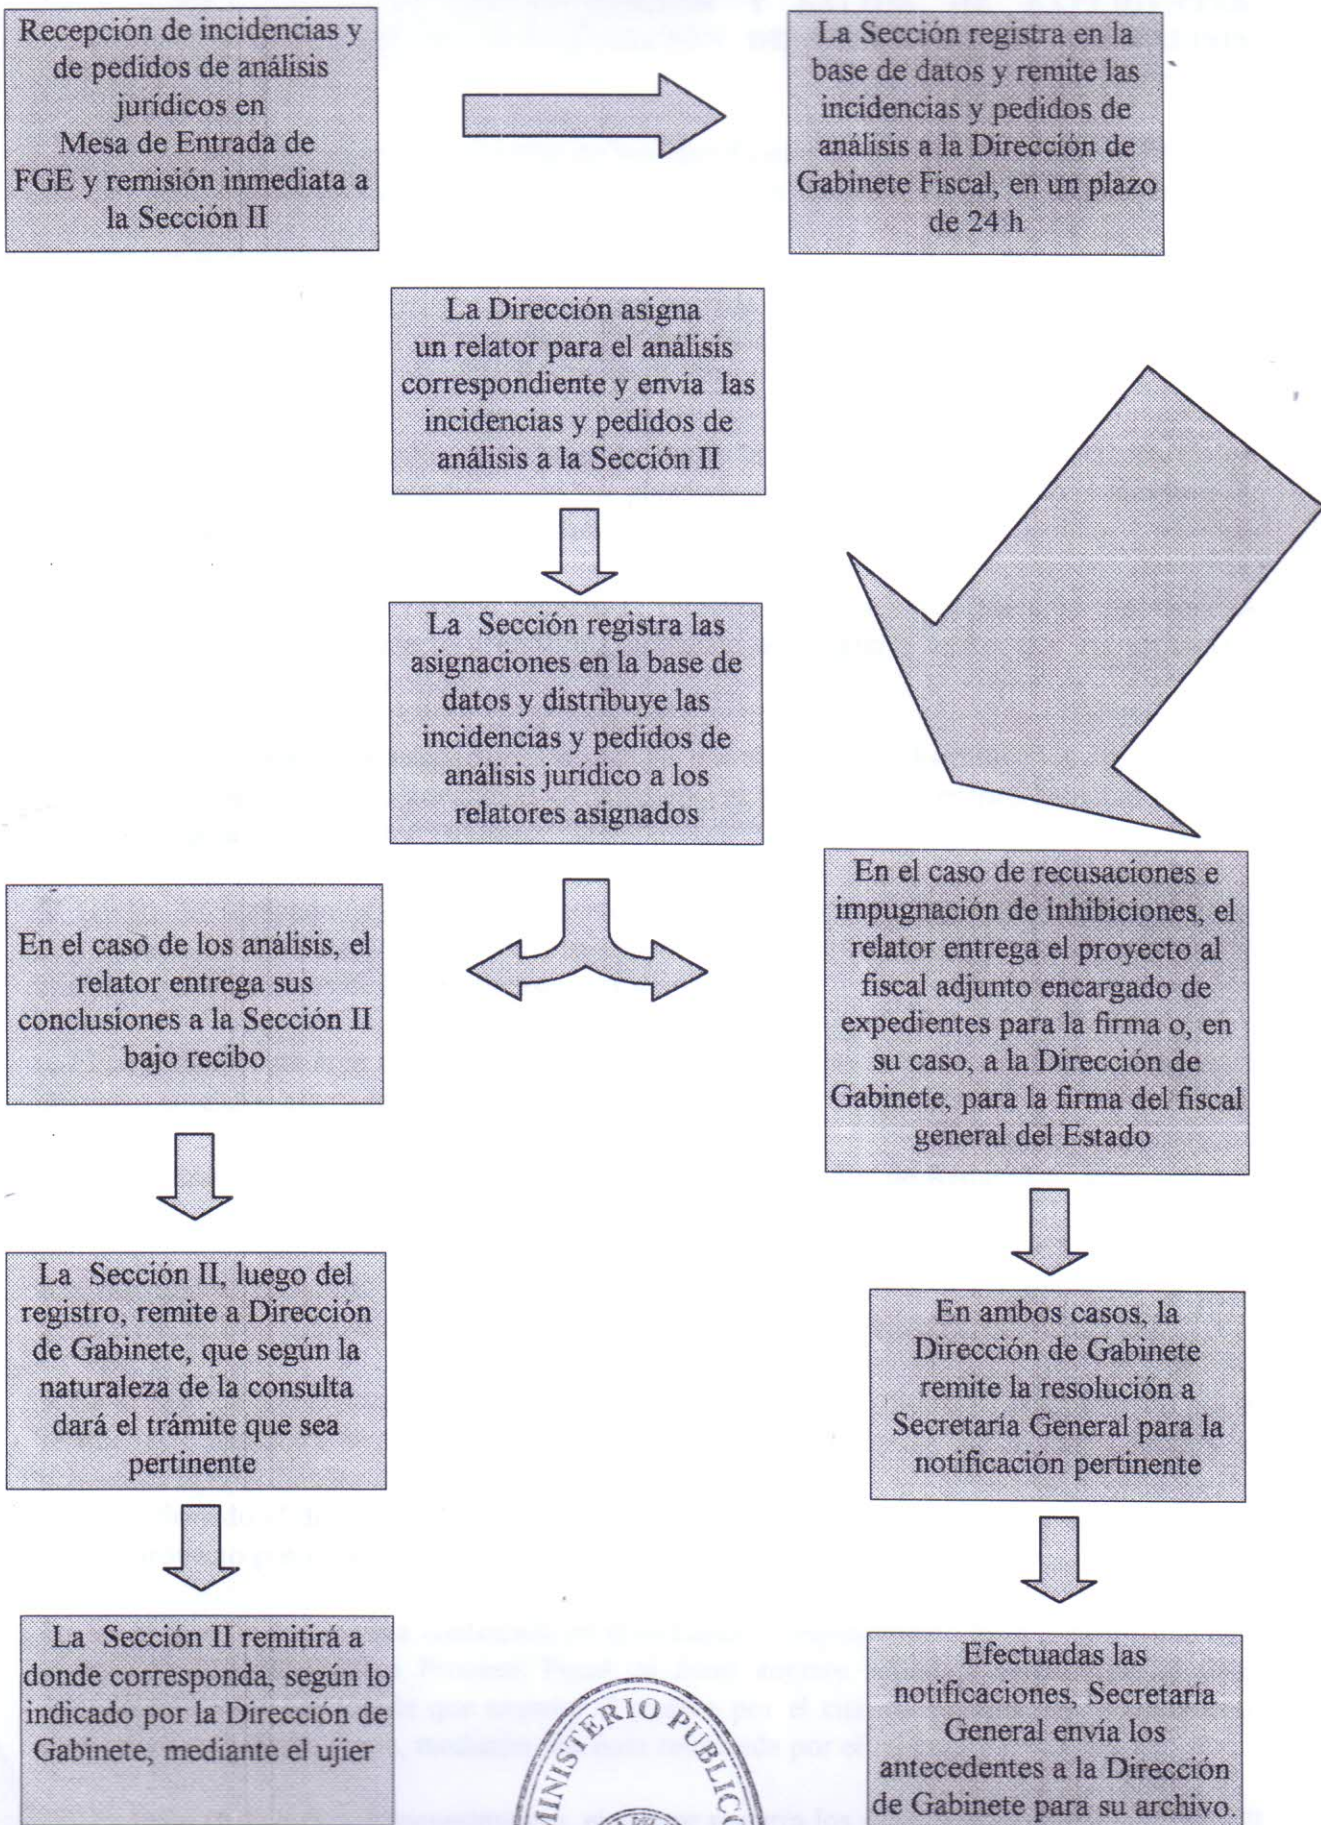 Recepción de incidencias y
de pedidos de análisis
jurídicos en
Mesa de Entrada de
FGE y remisión inmediata a
la Sección II
La Sección registra en la
base de datos y remite las
incidencias y pedidos de
análisis a la Dirección de
Gabinete Fiscal, en un plazo
de 24 h
La Dirección asigna
un relator para el análisis
correspondiente y envía las
incidencias y pedidos de
análisis a la Sección II
La Sección registra las
asignaciones en la base de
datos y distribuye las
incidencias y pedidos de
análisis jurídico a los
relatores asignados
En el caso de los análisis, el
relator entrega sus
conclusiones a la Sección II
bajo recibo
En el caso de recusaciones e
impugnación de inhibiciones, el
relator entrega el proyecto al
fiscal adjunto encargado de
expedientes para la firma o, en
su caso, a la Dirección de
Gabinete, para la firma del fiscal
general del Estado
La Sección II, luego del
registro, remite a Dirección
de Gabinete, que según la
naturaleza de la consulta
dará el trámite que sea
pertinente
En ambos casos, la
Dirección de Gabinete
remite la resolución a
Secretaría General para la
notificación pertinente
La Sección II remitirá a
donde corresponda, según lo
indicado por la Dirección de
Gabinete, mediante el ujier
Efectuadas las
notificaciones, Secretaría
General envía los
antecedentes a la Dirección
de Gabinete para su archivo.
MINISTERIO PUBLICO